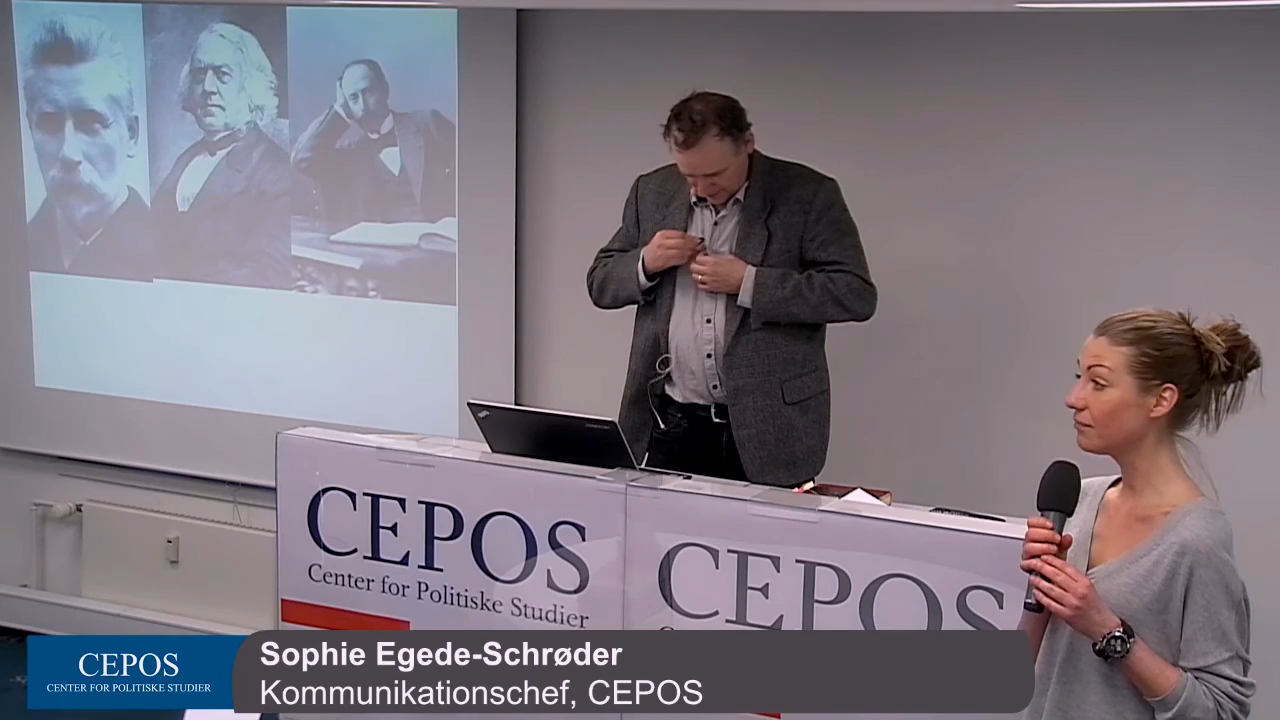 CEPOS
Center for Politiske Studier
CEPOS
CEPOS
CENTER FOR POLITISKE STUDIER
Sophie Egede-Schrøder
Kommunikationschef, CEPOS